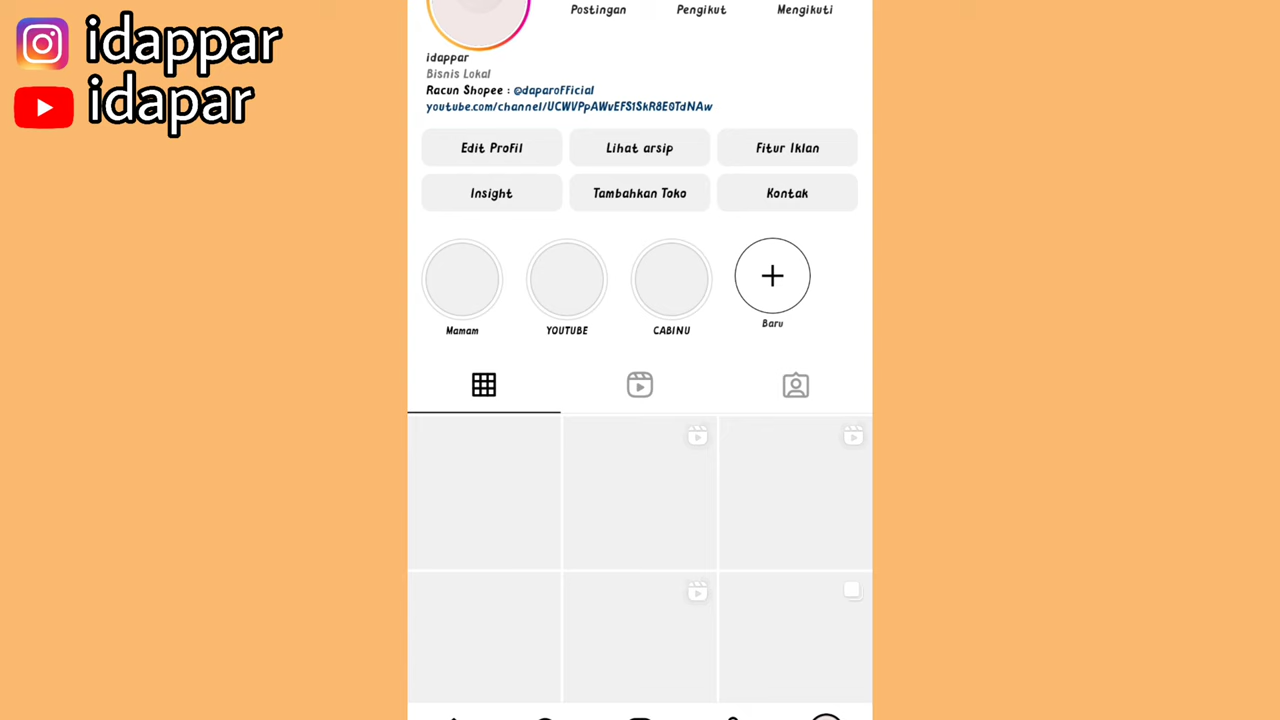 idappar
idapar
Postingan Pengikut Mengikuti
idappar
Bisnis Lokal
Racun Shopee : @daparofficial
youtube.com/channel/UCWVPpAWvEFS1SkR8E0TdNAw
Edit Profil Lihat arsip Fitur Iklan
Insight Tambahkan Toko Kontak
Mamam YOUTUBE CABINU Baru